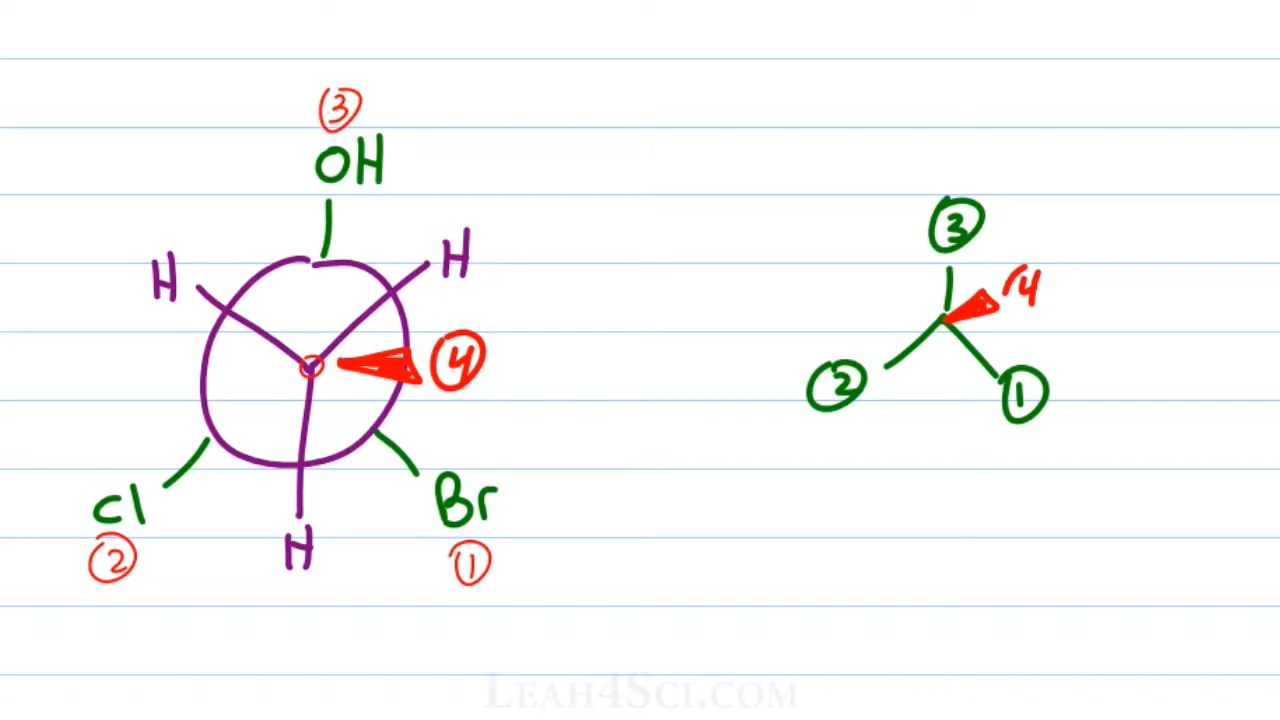 ③
OH
H H
④
Cl Br
② ①
H
③
4
② ①
LEAH4SCI.COM